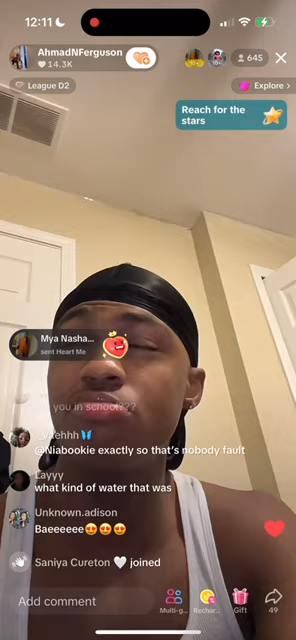 12:11
AhmadNFerguson
14.3K
645
League D2
Explore >
Reach for the
stars
Mya Nasha...
sent Heart Me
you in school???
@Niabookie exactly so that's nobody fault
Layyy
what kind of water that was
Unknown.adison
Baeeeeee😍😍😍
Saniya Cureton 🤍 joined
Add comment
Multi-g...
Rechar...
Gift
49